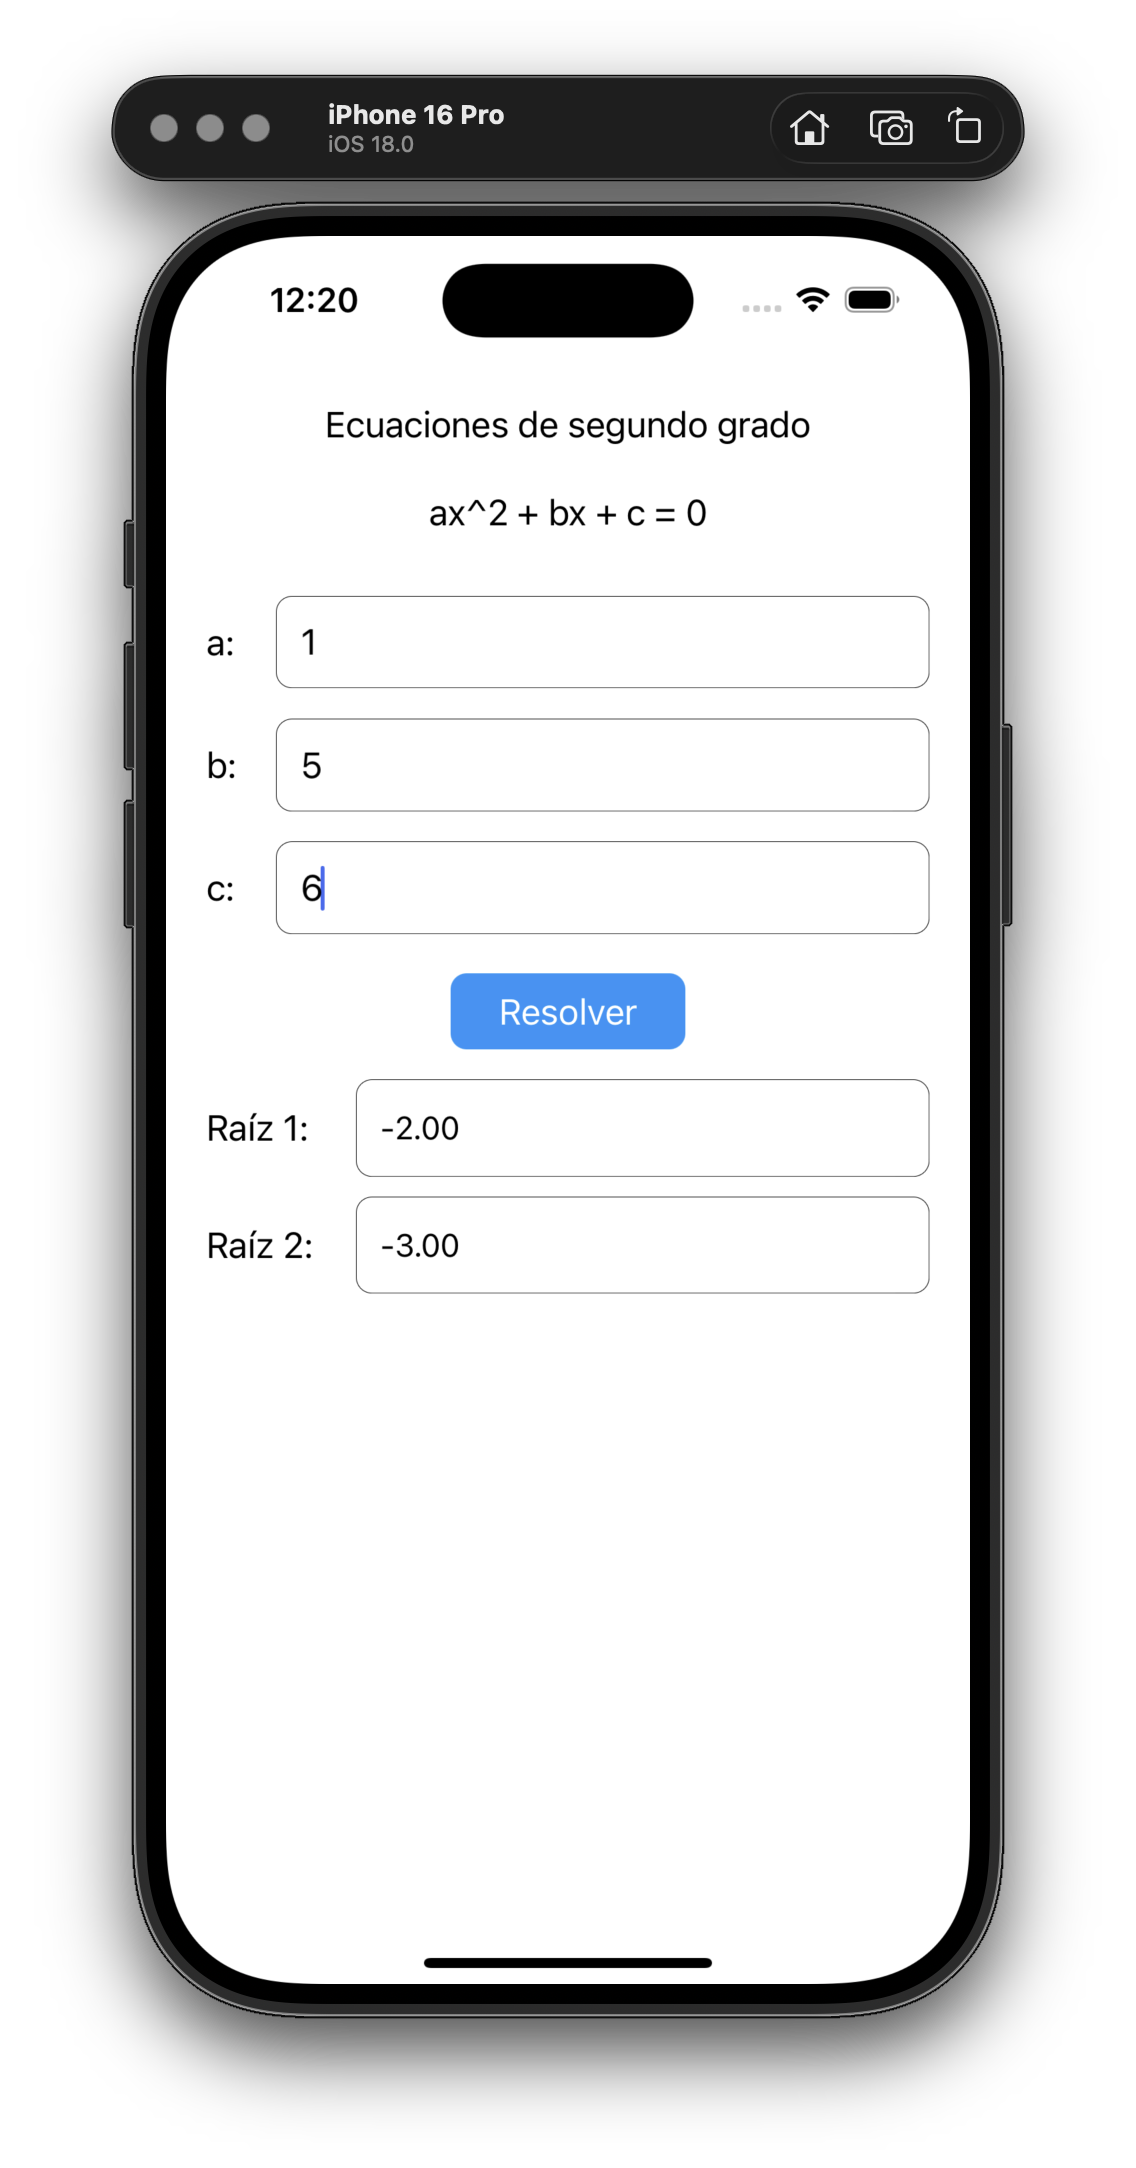 iPhone 16 Pro
iOS 18.0
12:20
Ecuaciones de segundo grado
ax^2 + bx + c = 0
a: 1
b: 5
c: 6
Resolver
Raíz 1: -2.00
Raíz 2: -3.00